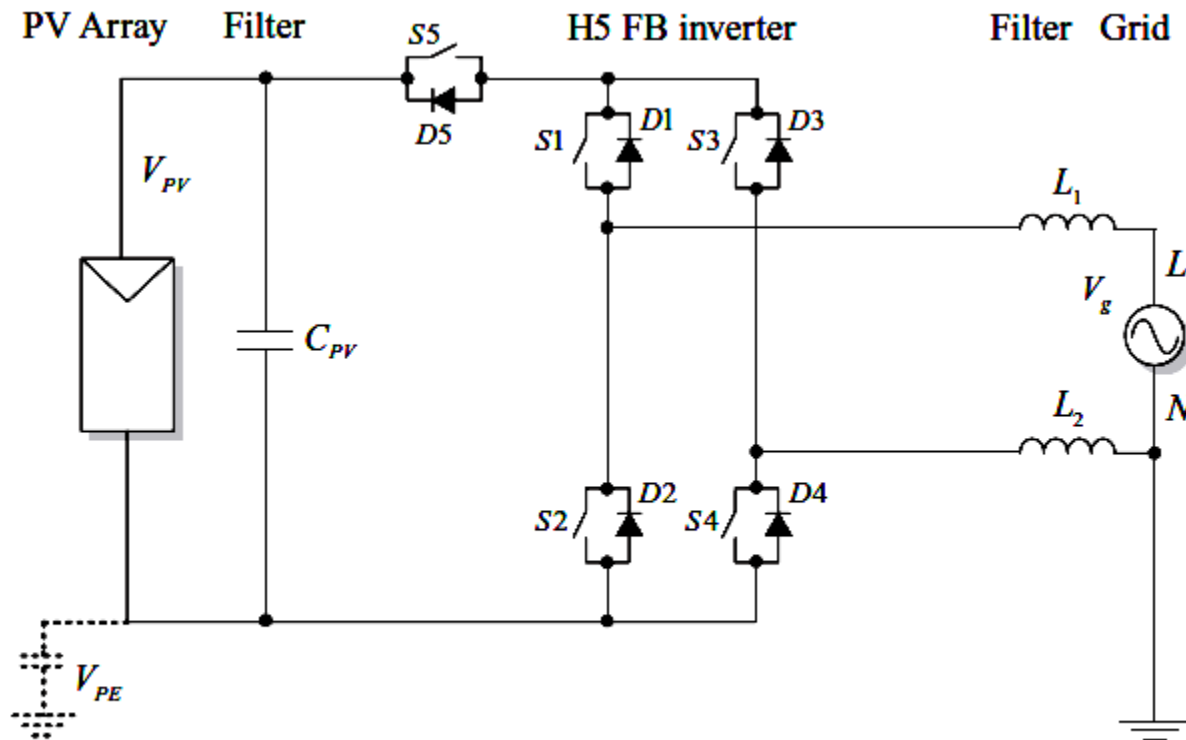 PV Array Filter H5 FB inverter Filter Grid
S5
D5
S1 D1 S3 D3
V_PV
L_1
L
V_g
C_PV
L_2
N
S2 D2 S4 D4
V_PE